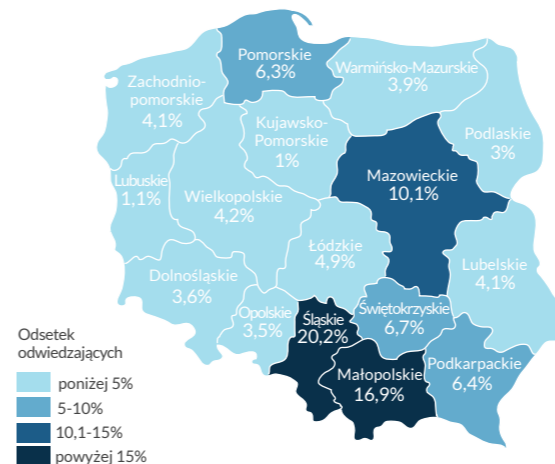 Pomorskie
6,3%
Warmińsko-Mazurskie
3,9%
Zachodnio-
pomorskie
4,1%
Kujawsko-
Pomorskie
1%
Podlaskie
3%
Mazowieckie
10,1%
Lubuskie
1,1%
Wielkopolskie
4,2%
Łódzkie
4,9%
Lubelskie
4,1%
Dolnośląskie
3,6%
Opolskie
3,5%
Śląskie
20,2%
Świętokrzyskie
6,7%
Małopolskie
16,9%
Podkarpackie
6,4%
Odsetek
odwiedzających
poniżej 5%
5-10%
10,1-15%
powyżej 15%